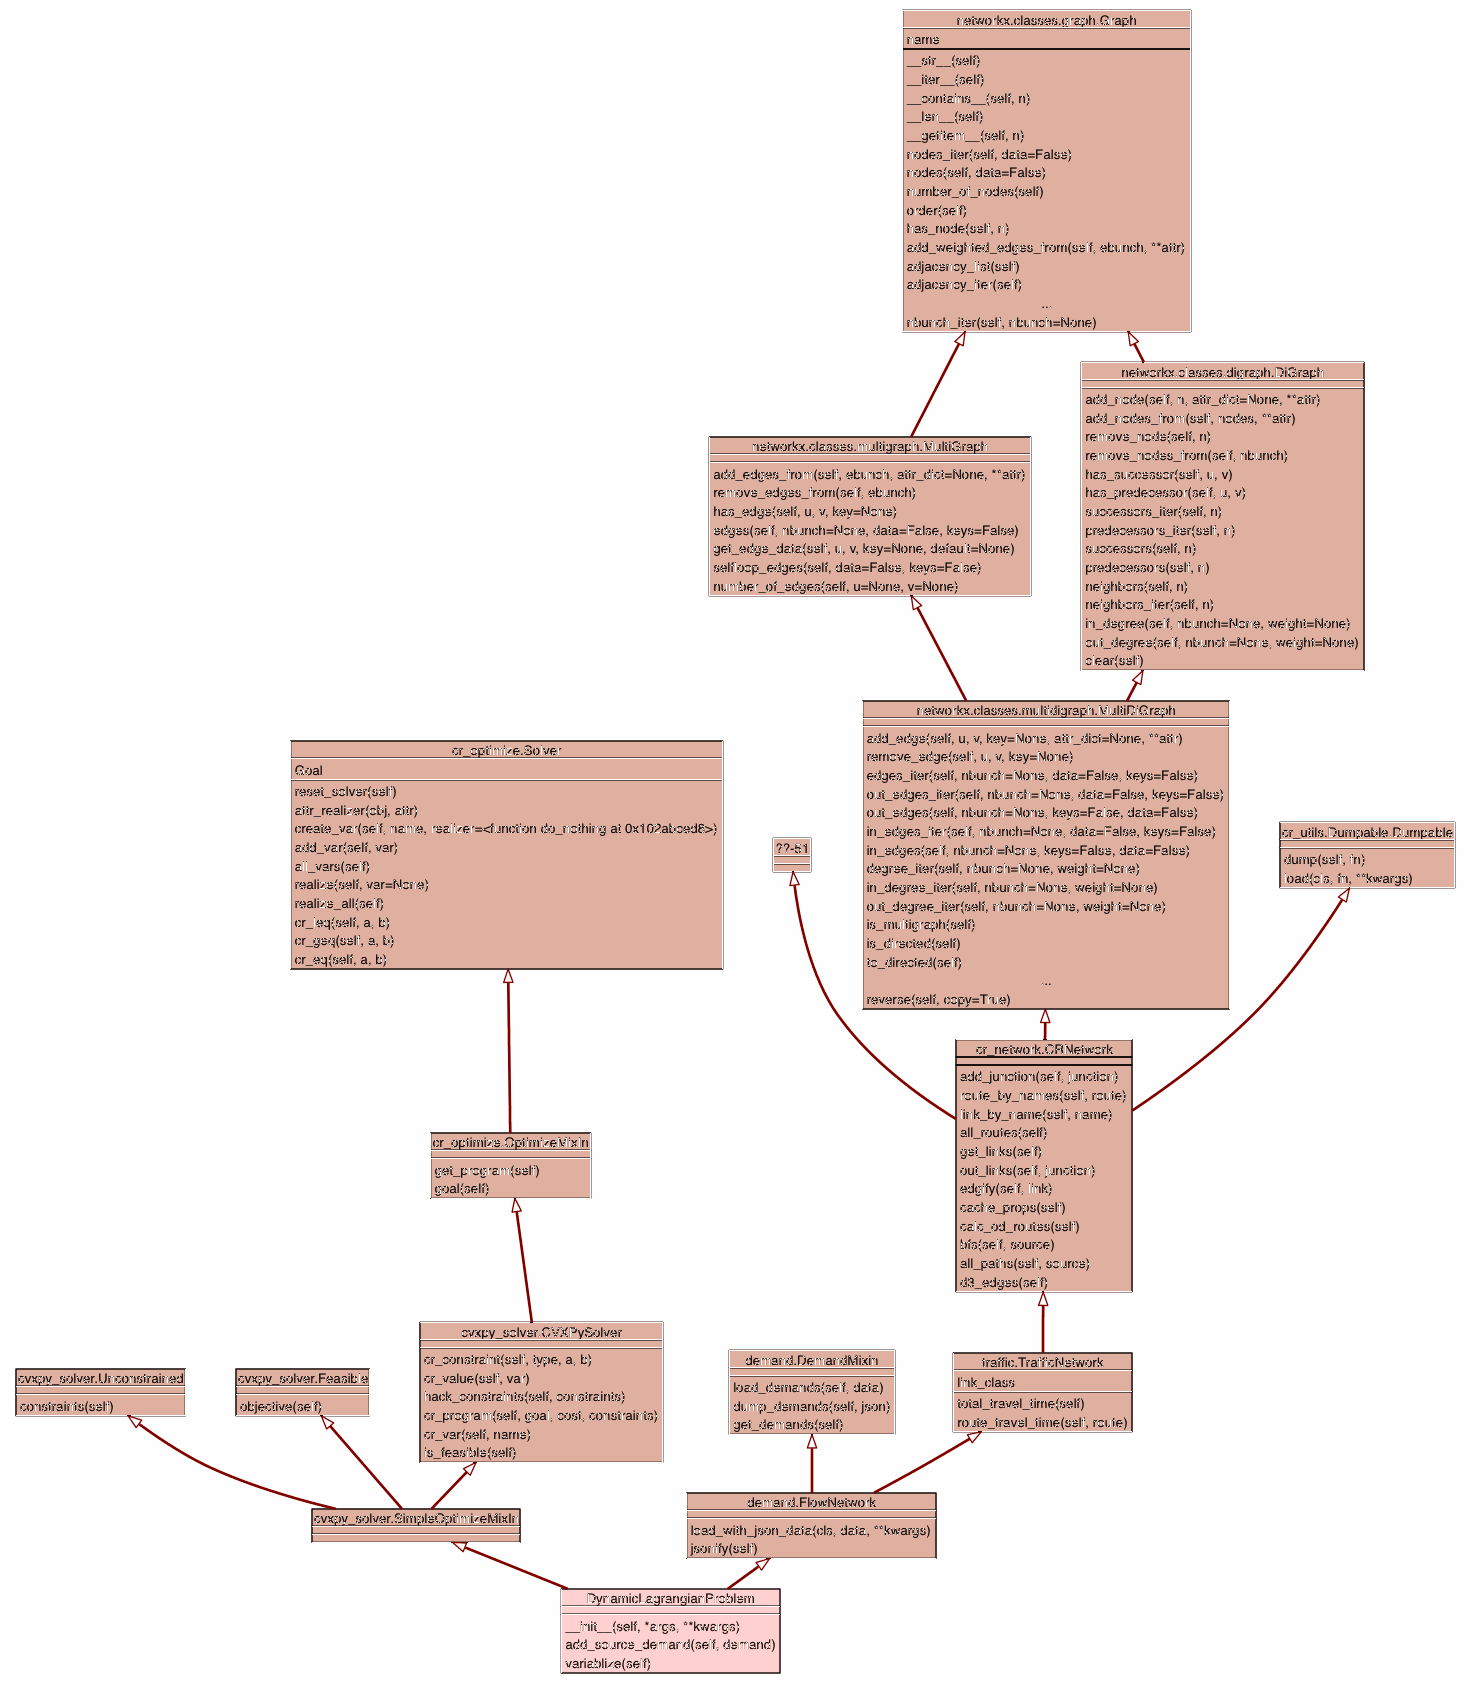 networkx.classes.graph.Graph
name
__str__(self)
__iter__(self)
__contains__(self, n)
__len__(self)
__getitem__(self, n)
nodes_iter(self, data=False)
nodes(self, data=False)
number_of_nodes(self)
order(self)
has_node(self, n)
add_weighted_edges_from(self, ebunch, **attr)
adjacency_list(self)
adjacency_iter(self)
...
nbunch_iter(self, nbunch=None)
networkx.classes.digraph.DiGraph
add_node(self, n, attr_dict=None, **attr)
add_nodes_from(self, nodes, **attr)
remove_node(self, n)
remove_nodes_from(self, nbunch)
has_successor(self, u, v)
has_predecessor(self, u, v)
successors_iter(self, n)
predecessors_iter(self, n)
successors(self, n)
predecessors(self, n)
neighbors(self, n)
neighbors_iter(self, n)
in_degree(self, nbunch=None, weight=None)
out_degree(self, nbunch=None, weight=None)
clear(self)
networkx.classes.multigraph.MultiGraph
add_edges_from(self, ebunch, attr_dict=None, **attr)
remove_edges_from(self, ebunch)
has_edge(self, u, v, key=None)
edges(self, nbunch=None, data=False, keys=False)
get_edge_data(self, u, v, key=None, default=None)
selfloop_edges(self, data=False, keys=False)
number_of_edges(self, u=None, v=None)
networkx.classes.multidigraph.MultiDiGraph
add_edge(self, u, v, key=None, attr_dict=None, **attr)
remove_edge(self, u, v, key=None)
edges_iter(self, nbunch=None, data=False, keys=False)
out_edges_iter(self, nbunch=None, data=False, keys=False)
out_edges(self, nbunch=None, keys=False, data=False)
in_edges_iter(self, nbunch=None, data=False, keys=False)
in_edges(self, nbunch=None, keys=False, data=False)
degree_iter(self, nbunch=None, weight=None)
in_degree_iter(self, nbunch=None, weight=None)
out_degree_iter(self, nbunch=None, weight=None)
is_multigraph(self)
is_directed(self)
to_directed(self)
...
reverse(self, copy=True)
cr_optimize.Solver
Goal
reset_solver(self)
attr_realizer(obj, attr)
create_var(self, name, realizer=<function do_nothing at 0x102abced8>)
add_var(self, var)
all_vars(self)
realize(self, var=None)
realize_all(self)
cr_leq(self, a, b)
cr_geq(self, a, b)
cr_eq(self, a, b)
??-51
cr_utils.Dumpable.Dumpable
dump(self, fn)
load(cls, fn, **kwargs)
cr_network.CRNetwork
add_junction(self, junction)
route_by_names(self, route)
link_by_name(self, name)
all_routes(self)
get_links(self)
out_links(self, junction)
edgify(self, link)
cache_props(self)
calc_od_routes(self)
bfs(self, source)
all_paths(self, source)
d3_edges(self)
cr_optimize.OptimizeMixIn
get_program(self)
goal(self)
cvxpy_solver.CVXPySolver
cr_constraint(self, type, a, b)
cr_value(self, var)
hack_constraints(self, constraints)
cr_program(self, goal, cost, constraints)
cr_var(self, name)
is_feasible(self)
demand.DemandMixin
load_demands(self, data)
dump_demands(self, json)
get_demands(self)
traffic.TrafficNetwork
link_class
total_travel_time(self)
route_travel_time(self, route)
cvxpy_solver.Unconstrained
constraints(self)
cvxpy_solver.Feasible
objective(self)
cvxpy_solver.SimpleOptimizeMixIn
demand.FlowNetwork
load_with_json_data(cls, data, **kwargs)
jsonify(self)
DynamicLagrangianProblem
__init__(self, *args, **kwargs)
add_source_demand(self, demand)
variablize(self)